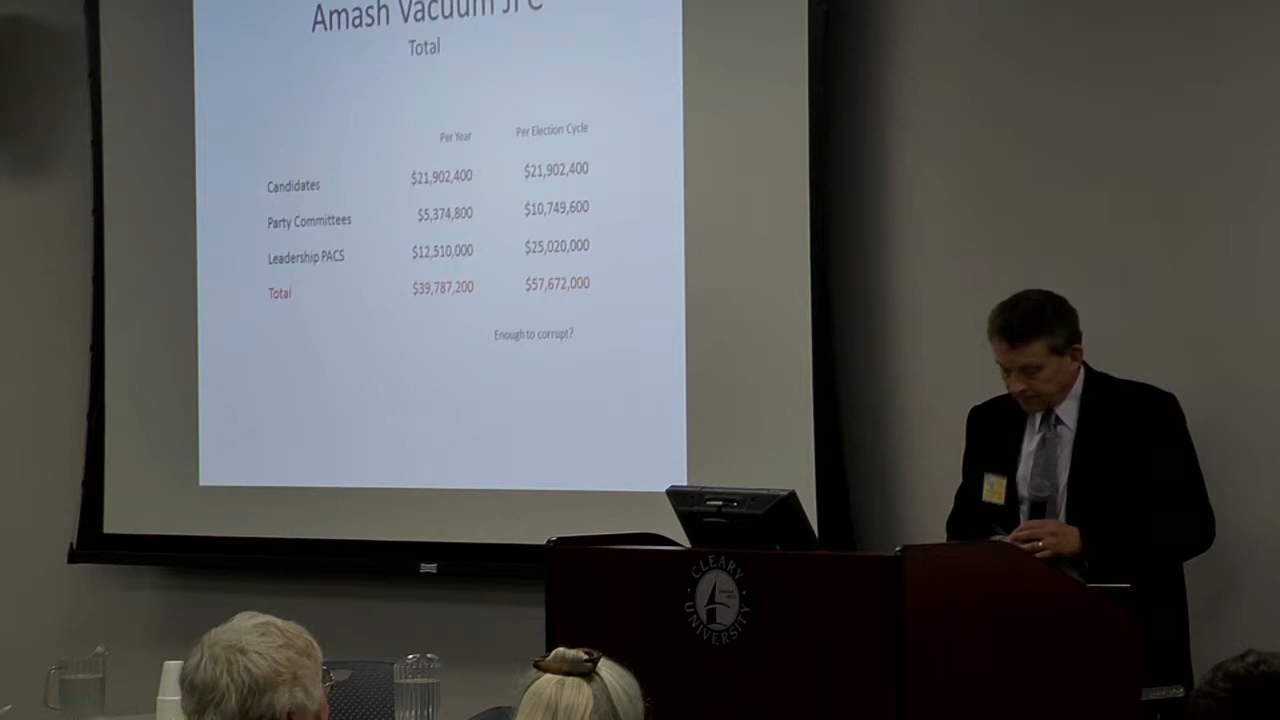 Amash Vacuum JFC
Total
Per Year Per Election Cycle
Candidates $21,902,400 $21,902,400
Party Committees $5,374,800 $10,749,600
Leadership PACS $12,510,000 $25,020,000
Total $39,787,200 $57,672,000
Enough to corrupt?
CLEARY
UNIVERSITY